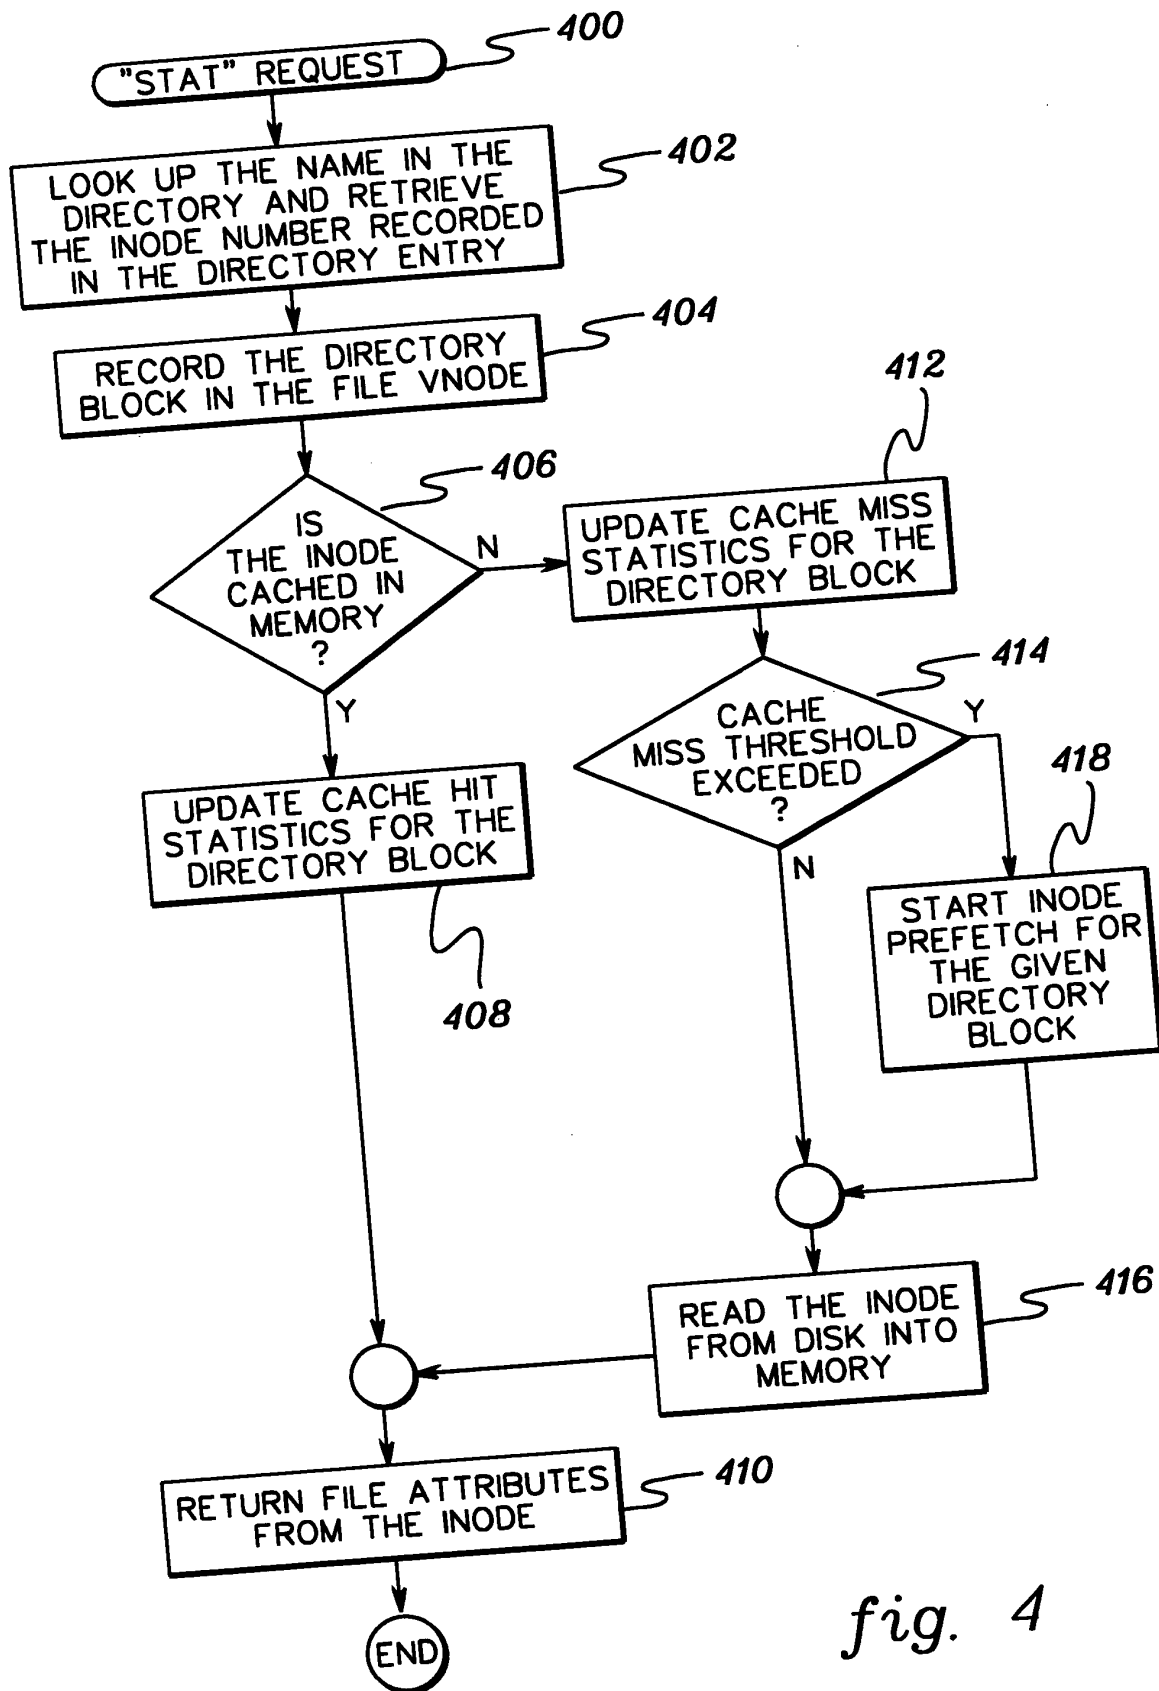 "STAT" REQUEST
400
LOOK UP THE NAME IN THE
DIRECTORY AND RETRIEVE
THE INODE NUMBER RECORDED
IN THE DIRECTORY ENTRY
402
RECORD THE DIRECTORY
BLOCK IN THE FILE VNODE
404
IS
THE INODE
CACHED IN
MEMORY
?
406
N
Y
412
UPDATE CACHE MISS
STATISTICS FOR THE
DIRECTORY BLOCK
CACHE
MISS THRESHOLD
EXCEEDED
?
414
Y
N
UPDATE CACHE HIT
STATISTICS FOR THE
DIRECTORY BLOCK
408
418
START INODE
PREFETCH FOR
THE GIVEN
DIRECTORY
BLOCK
READ THE INODE
FROM DISK INTO
MEMORY
416
RETURN FILE ATTRIBUTES
FROM THE INODE
410
END
fig. 4